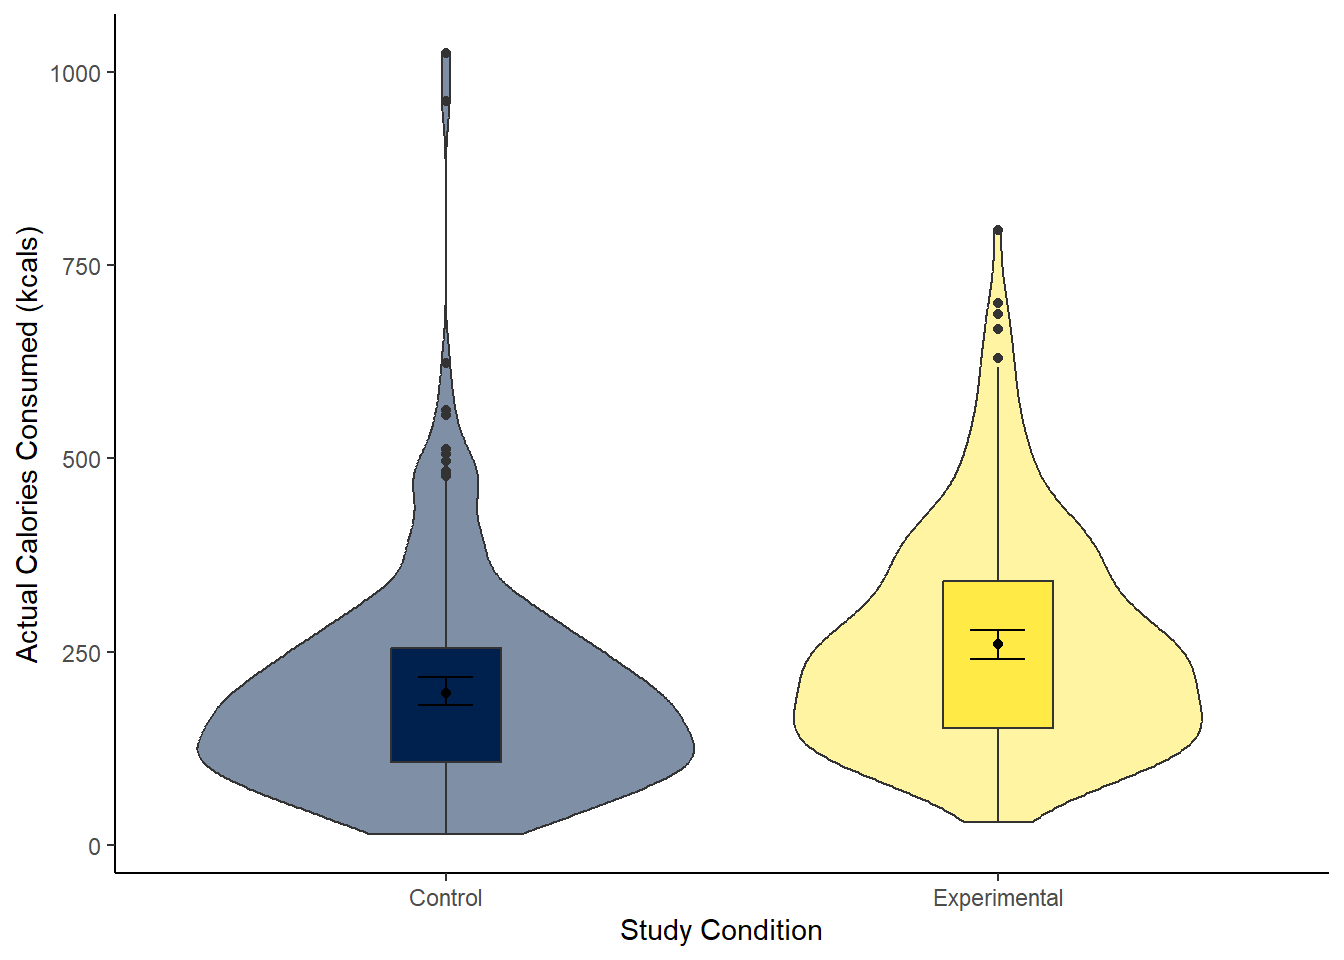 Actual Calories Consumed (kcals)
1000
750
500
250
0
Control
Experimental
Study Condition